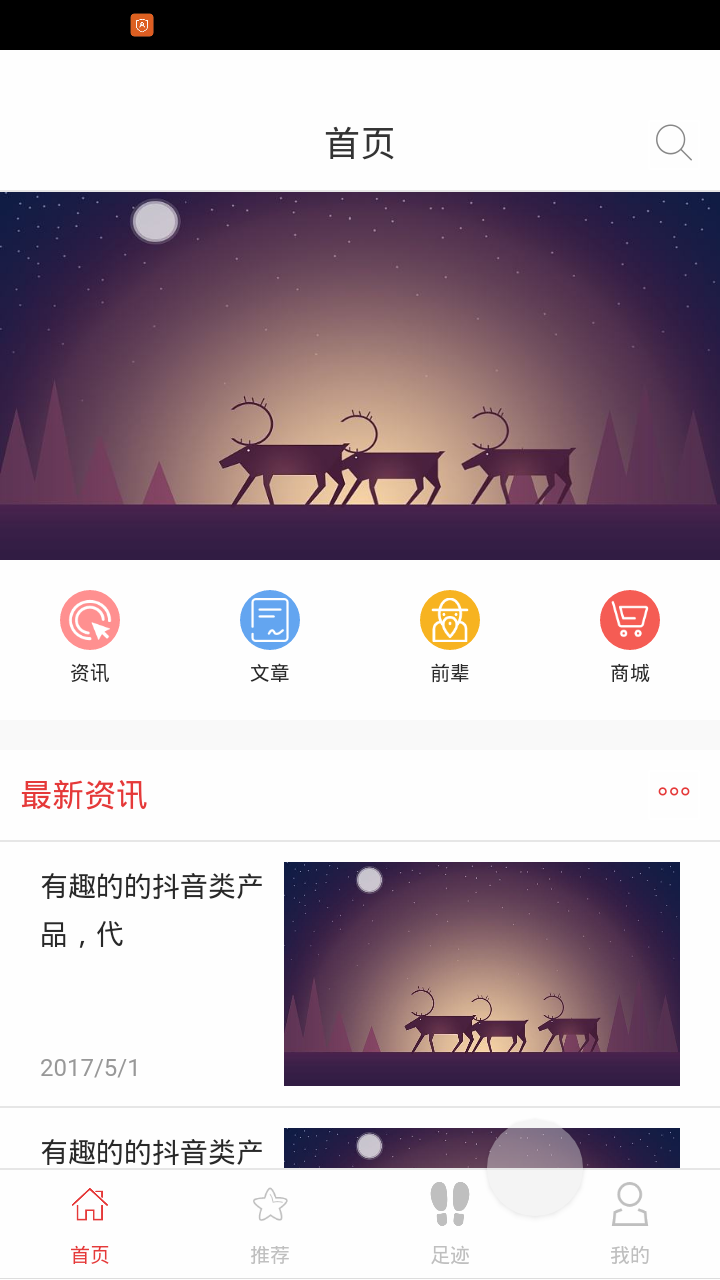 首页
资讯
文章
前辈
商城
最新资讯
有趣的的抖音类产
品，代
2017/5/1
有趣的的抖音类产
首页
推荐
足迹
我的